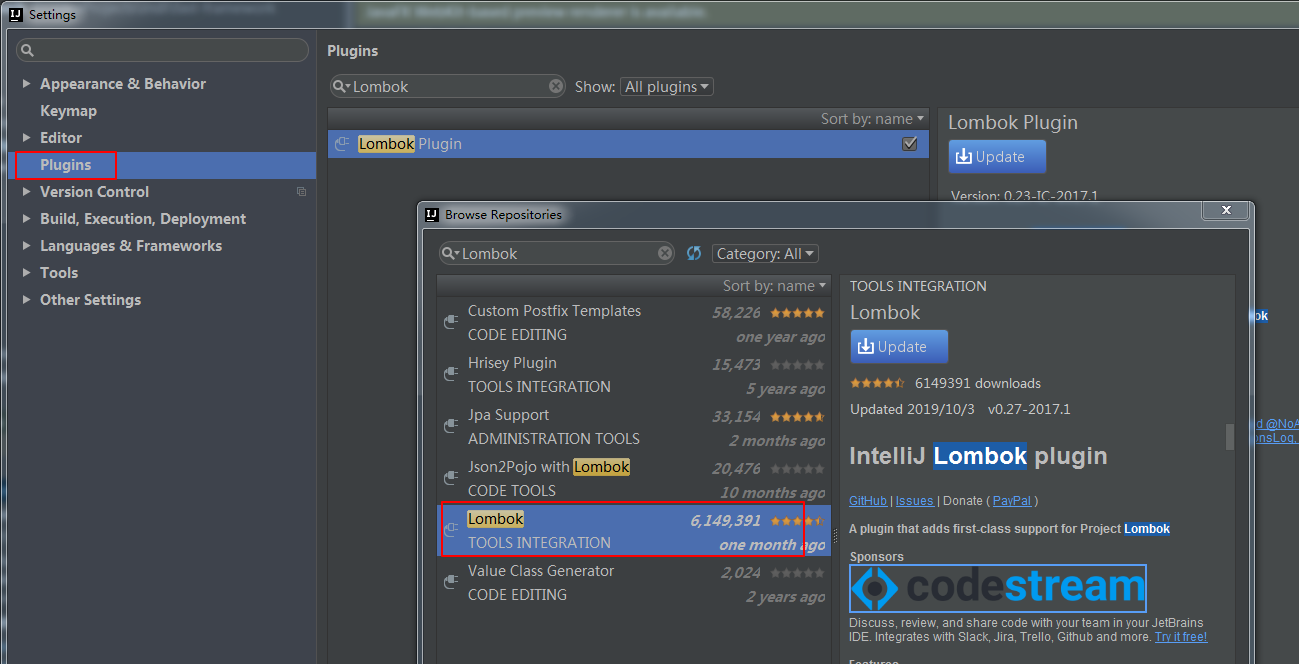 Settings
Appearance & Behavior
Keymap
Editor
Plugins
Version Control
Build, Execution, Deployment
Languages & Frameworks
Tools
Other Settings
Plugins
Lombok
Show: All plugins
Sort by: name
Lombok Plugin
Lombok Plugin
Update
Version: 0.23-IC-2017.1
Browse Repositories
X
Lombok
Category: All
Sort by: name
Custom Postfix Templates 58,226
CODE EDITING one year ago
Hrisey Plugin 15,473
TOOLS INTEGRATION 5 years ago
Jpa Support 33,154
ADMINISTRATION TOOLS 2 months ago
Json2Pojo with Lombok 20,476
CODE TOOLS 10 months ago
Lombok 6,149,391
TOOLS INTEGRATION one month ago
Value Class Generator 2,024
CODE EDITING 2 years ago
TOOLS INTEGRATION
Lombok
Update
6149391 downloads
Updated 2019/10/3 v0.27-2017.1
IntelliJ Lombok plugin
GitHub | Issues | Donate ( PayPal )
A plugin that adds first-class support for Project Lombok
Sponsors
codestream
Discuss, review, and share code with your team in your JetBrains
IDE. Integrates with Slack, Jira, Trello, Github and more. Try it free!
Features
ok
d @NoA
onsLog,